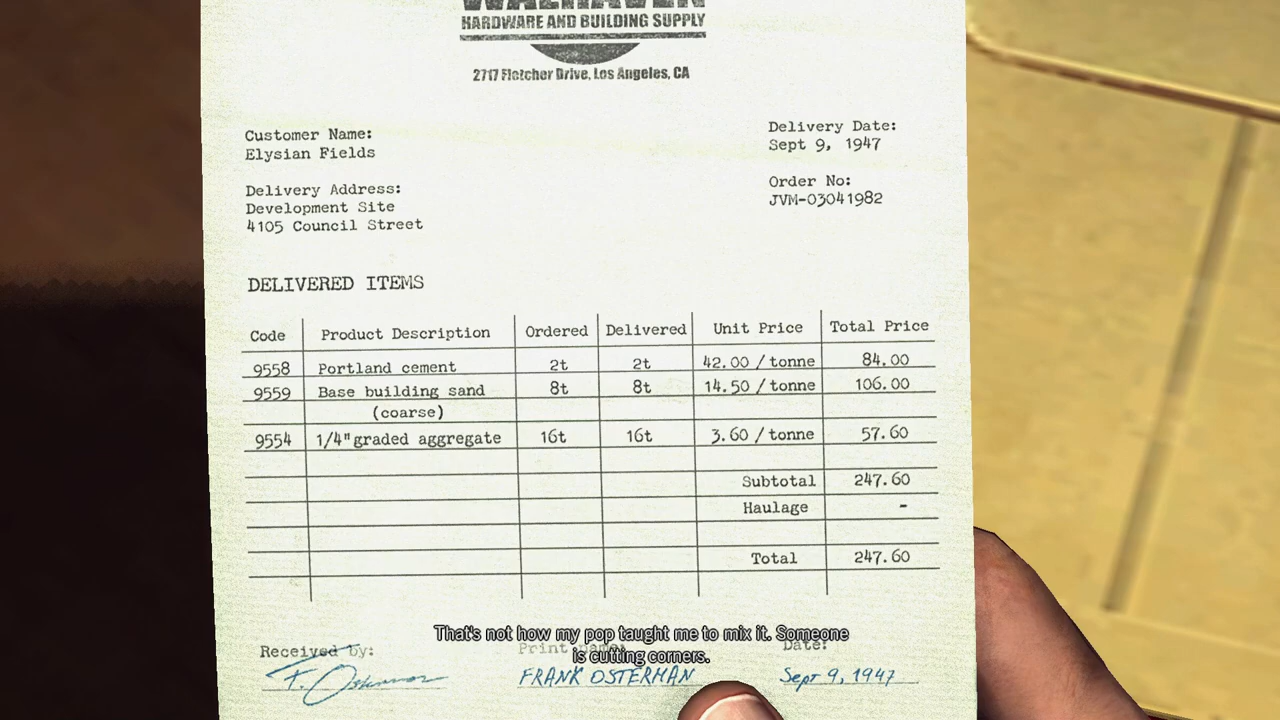 WALHAVEN
HARDWARE AND BUILDING SUPPLY
2717 Fletcher Drive, Los Angeles, CA
Customer Name:
Elysian Fields
Delivery Date:
Sept 9, 1947
Delivery Address:
Development Site
4105 Council Street
Order No:
JVM-03041982
DELIVERED ITEMS
Code Product Description Ordered Delivered Unit Price Total Price
9558 Portland cement 2t 2t 42.00 / tonne 84.00
9559 Base building sand 8t 8t 14.50 / tonne 106.00
(coarse)
9554 1/4" graded aggregate 16t 16t 3.60 / tonne 57.60
Subtotal 247.60
Haulage -
Total 247.60
That's not how my pop taught me to mix it. Someone
is cutting corners.
Received by: Print name: Date:
F. Osterman FRANK OSTERMAN Sept 9, 1947